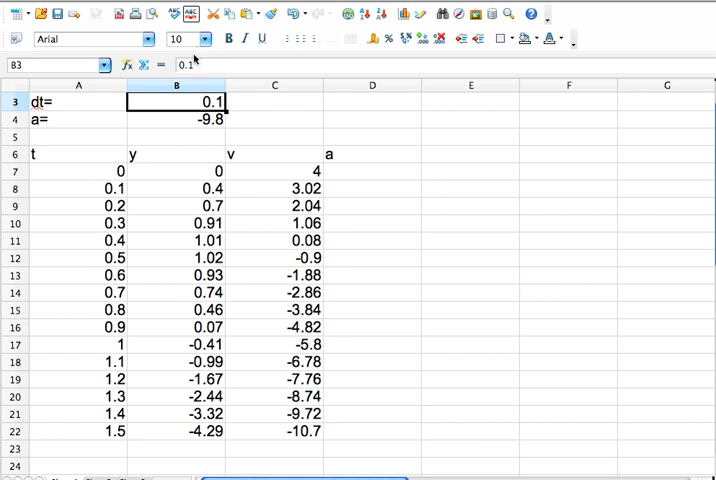 Arial 10 B I U
B3 = 0.1
A B C D E F G
3 dt= 0.1
4 a= -9.8
5
6 t y v a
7 0 0 4
8 0.1 0.4 3.02
9 0.2 0.7 2.04
10 0.3 0.91 1.06
11 0.4 1.01 0.08
12 0.5 1.02 -0.9
13 0.6 0.93 -1.88
14 0.7 0.74 -2.86
15 0.8 0.46 -3.84
16 0.9 0.07 -4.82
17 1 -0.41 -5.8
18 1.1 -0.99 -6.78
19 1.2 -1.67 -7.76
20 1.3 -2.44 -8.74
21 1.4 -3.32 -9.72
22 1.5 -4.29 -10.7
23
24